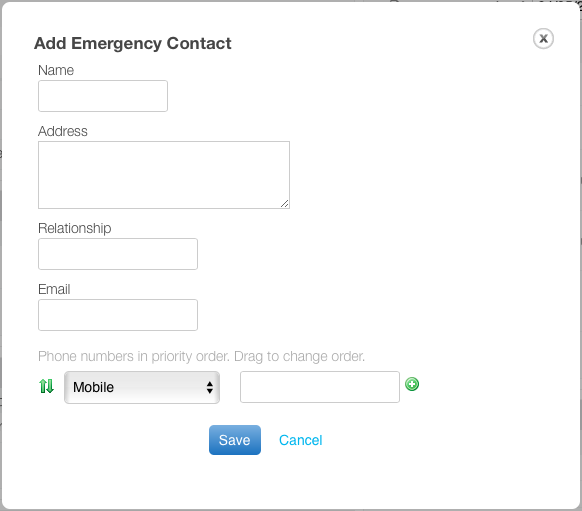 Add Emergency Contact
x
Name
Address
Relationship
Email
Phone numbers in priority order. Drag to change order.
Mobile
Save Cancel